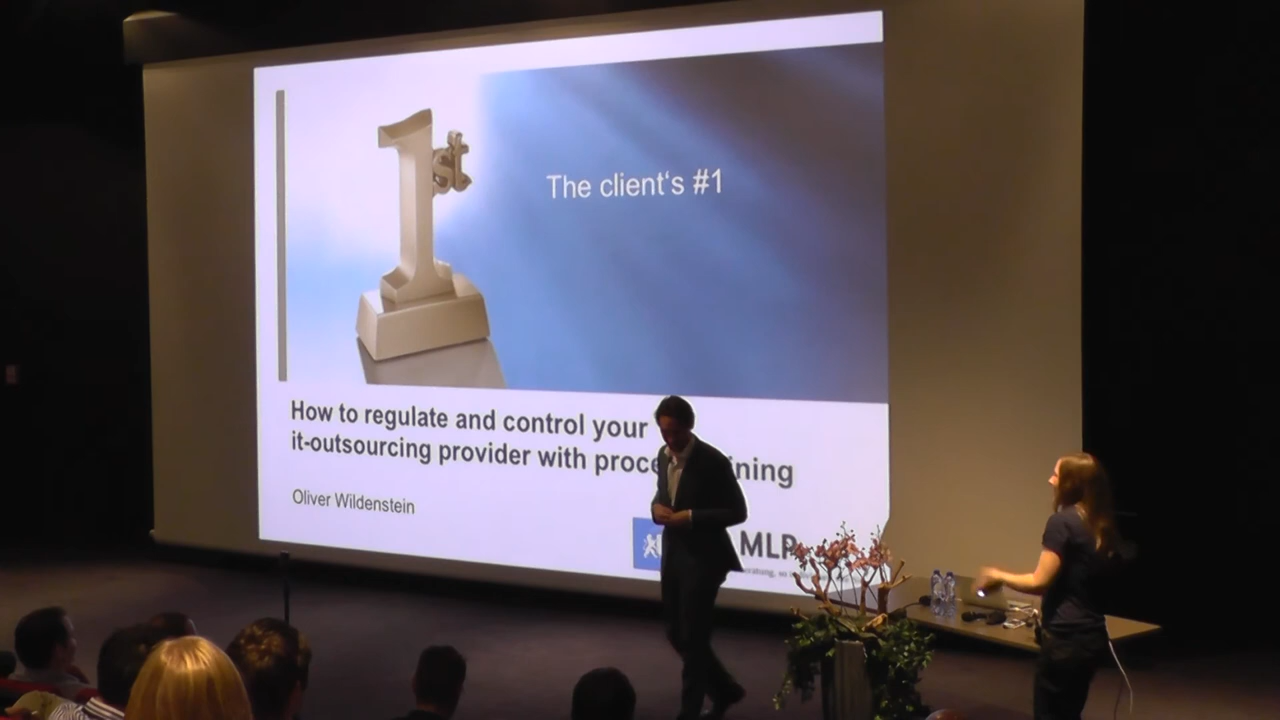 1st
The client's #1
How to regulate and control your
it-outsourcing provider with proce ining
Oliver Wildenstein
MLP